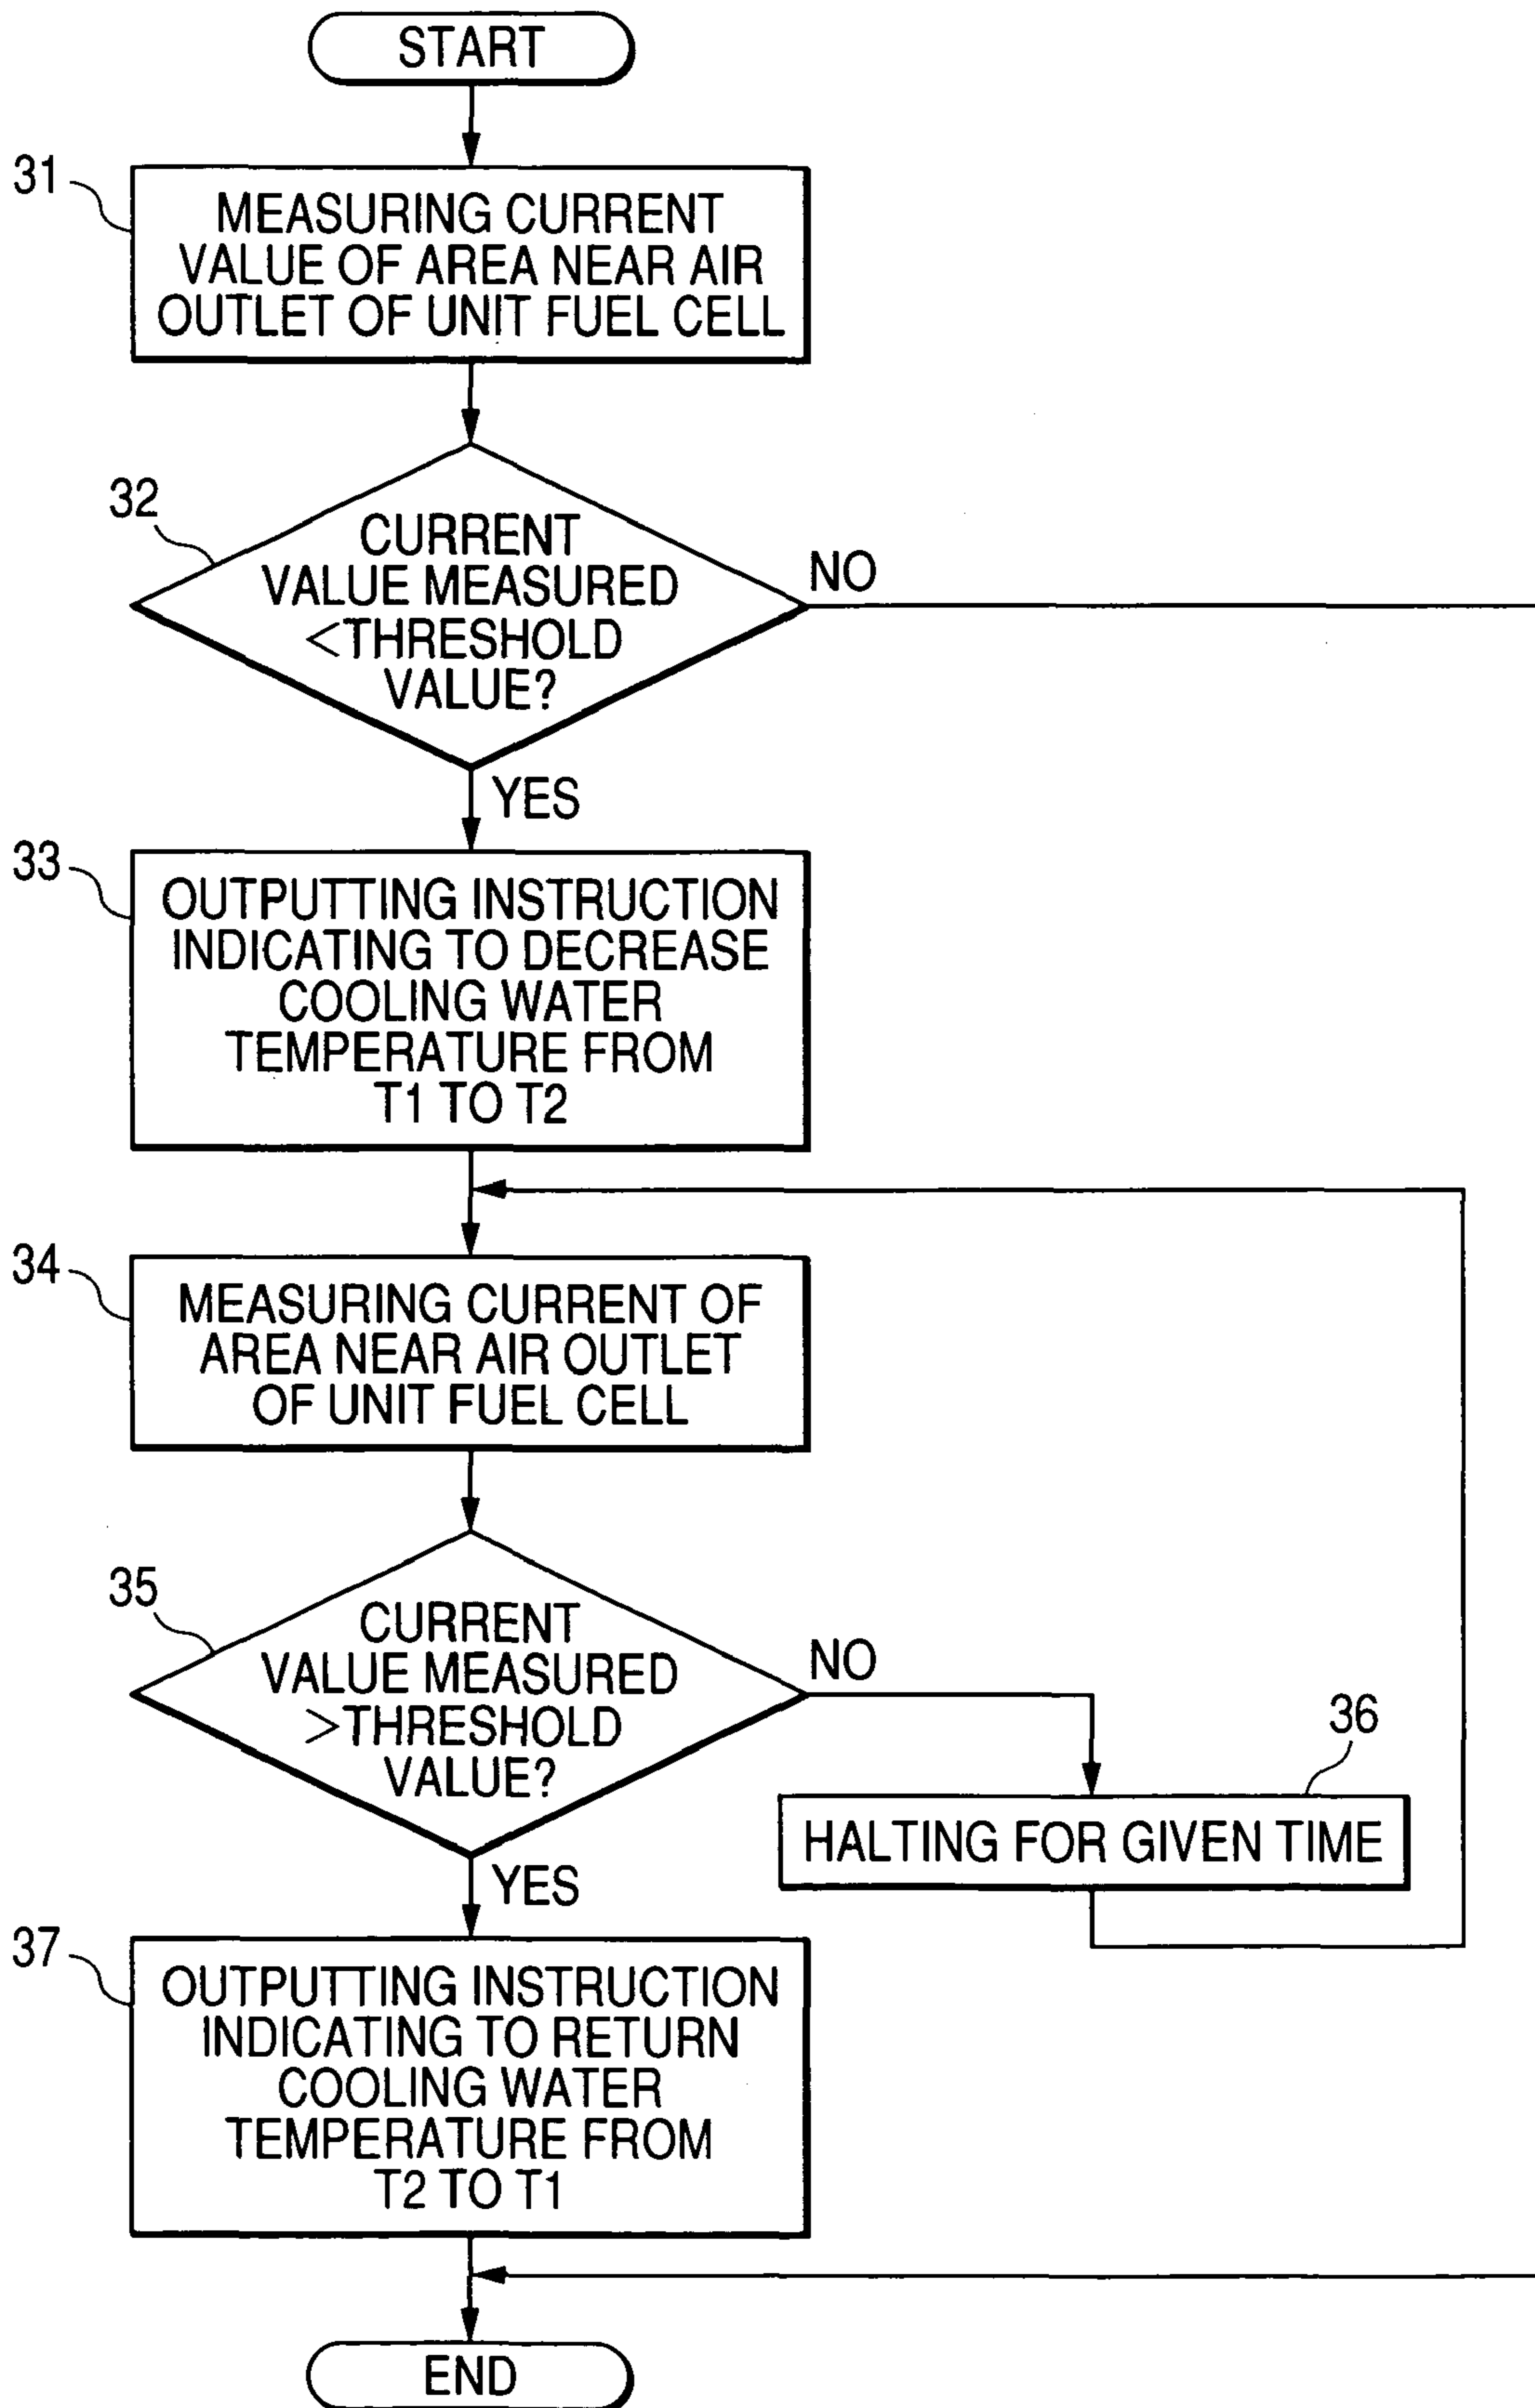 START
31
MEASURING CURRENT
VALUE OF AREA NEAR AIR
OUTLET OF UNIT FUEL CELL
32
CURRENT
VALUE MEASURED
<THRESHOLD
VALUE?
NO
YES
33
OUTPUTTING INSTRUCTION
INDICATING TO DECREASE
COOLING WATER
TEMPERATURE FROM
T1 TO T2
34
MEASURING CURRENT OF
AREA NEAR AIR OUTLET
OF UNIT FUEL CELL
35
CURRENT
VALUE MEASURED
>THRESHOLD
VALUE?
NO
36
HALTING FOR GIVEN TIME
YES
37
OUTPUTTING INSTRUCTION
INDICATING TO RETURN
COOLING WATER
TEMPERATURE FROM
T2 TO T1
END